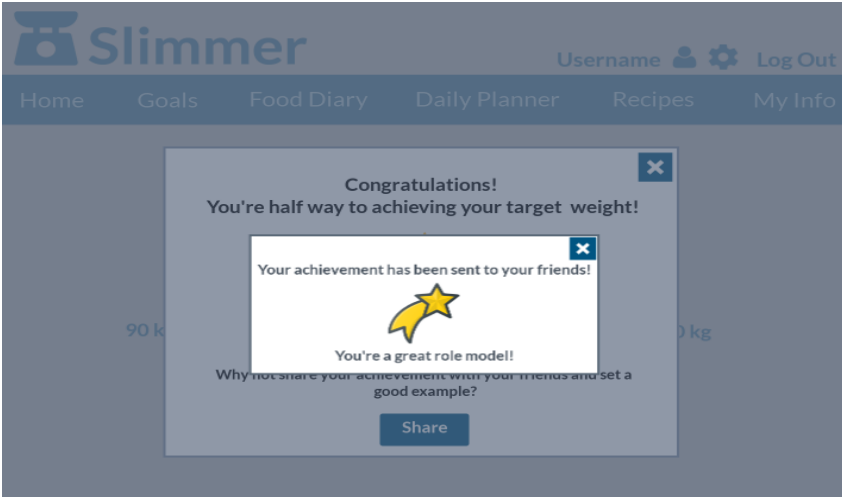 Slimmer
Username Log Out
Home Goals Food Diary Daily Planner Recipes My Info
Congratulations!
You're half way to achieving your target weight!
Your achievement has been sent to your friends!
90 k
0 kg
You're a great role model!
Why not share your achievement with your friends and set a
good example?
Share